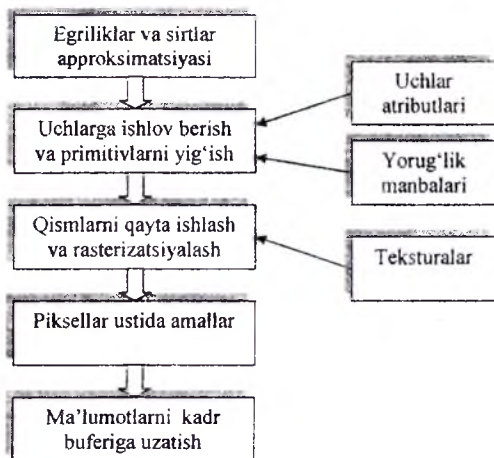 Egriliklar va sirtlar
approksimatsiyasi
Uchlar
atributlari
Uchlarga ishlov berish
va primitivlarni yig‘ish
Yorug‘lik
manbalari
Qismlarni qayta ishlash
va rasterizatsiyalash
Teksturalar
Piksellar ustida amallar
Ma’lumotlarni kadr
buferiga uzatish